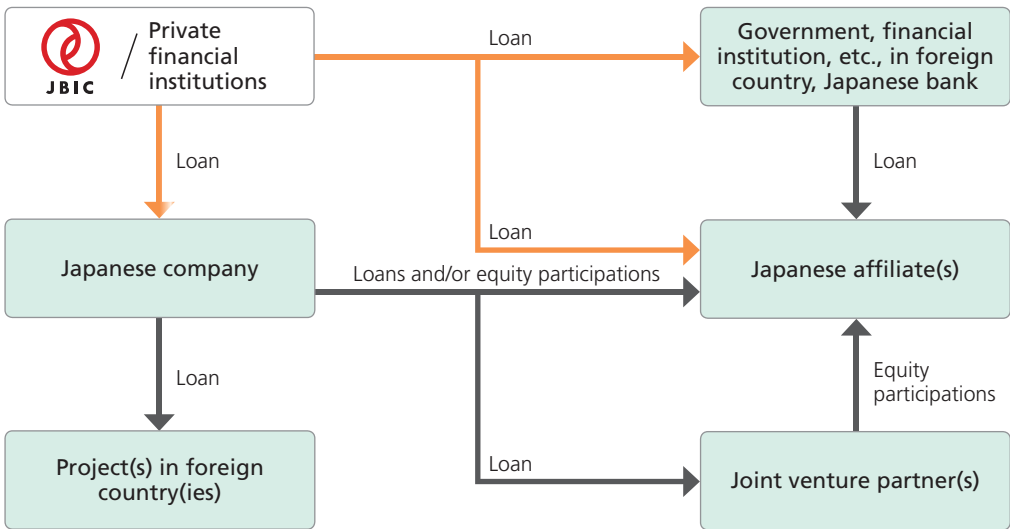 JBIC
/
Private
financial
institutions
Loan
Government, financial
institution, etc., in foreign
country, Japanese bank
Loan
Loan
Loan
Japanese company
Loans and/or equity participations
Japanese affiliate(s)
Loan
Equity
participations
Project(s) in foreign
country(ies)
Loan
Joint venture partner(s)